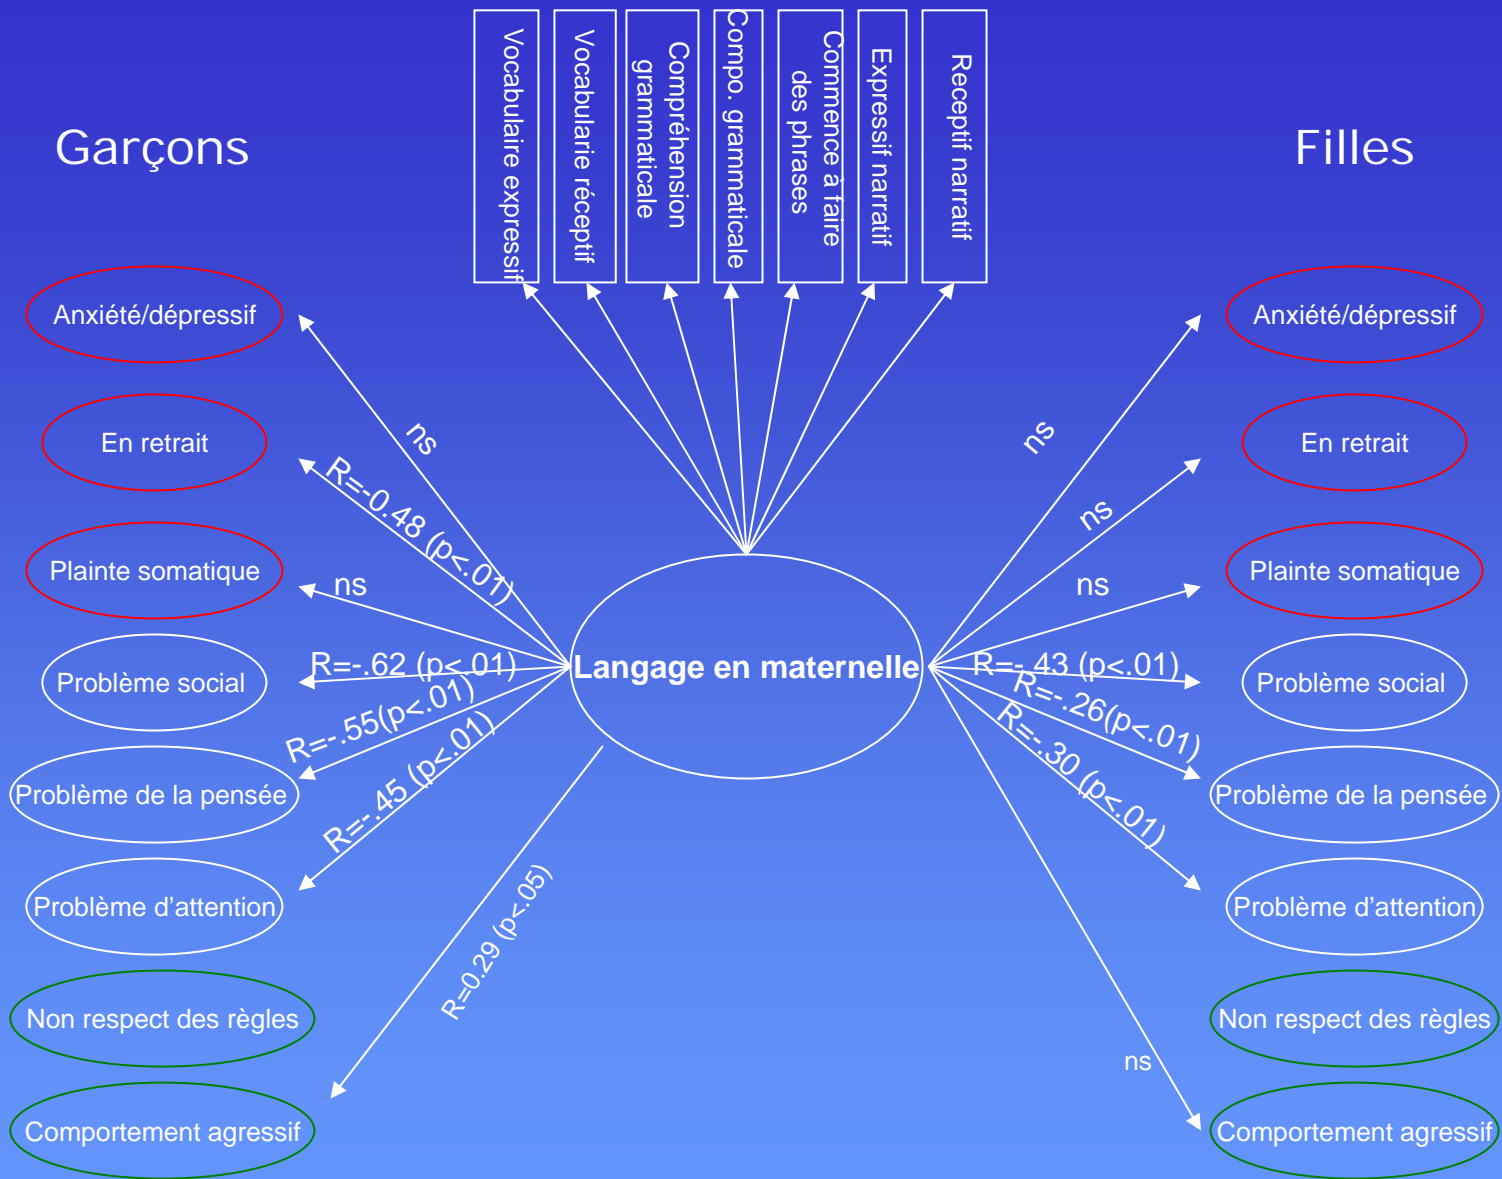 Vocabulaire expressif
Vocabularie réceptif
Compréhension
grammaticale
Compo. grammaticale
Commence à faire
des phrases
Expressif narratif
Receptif narratif
Garçons
Filles
Anxiété/dépressif
En retrait
Plainte somatique
Problème social
Problème de la pensée
Problème d'attention
Non respect des règles
Comportement agressif
ns
R=-0.48 (p<.01)
ns
R=-.62 (p<.01)
R=-.55(p<.01)
R=-.45 (p<.01)
R=0.29 (p<.05)
Langage en maternelle
ns
ns
ns
R=-.43 (p<.01)
R=-.26(p<.01)
R=-.30 (p<.01)
ns
Anxiété/dépressif
En retrait
Plainte somatique
Problème social
Problème de la pensée
Problème d'attention
Non respect des règles
Comportement agressif